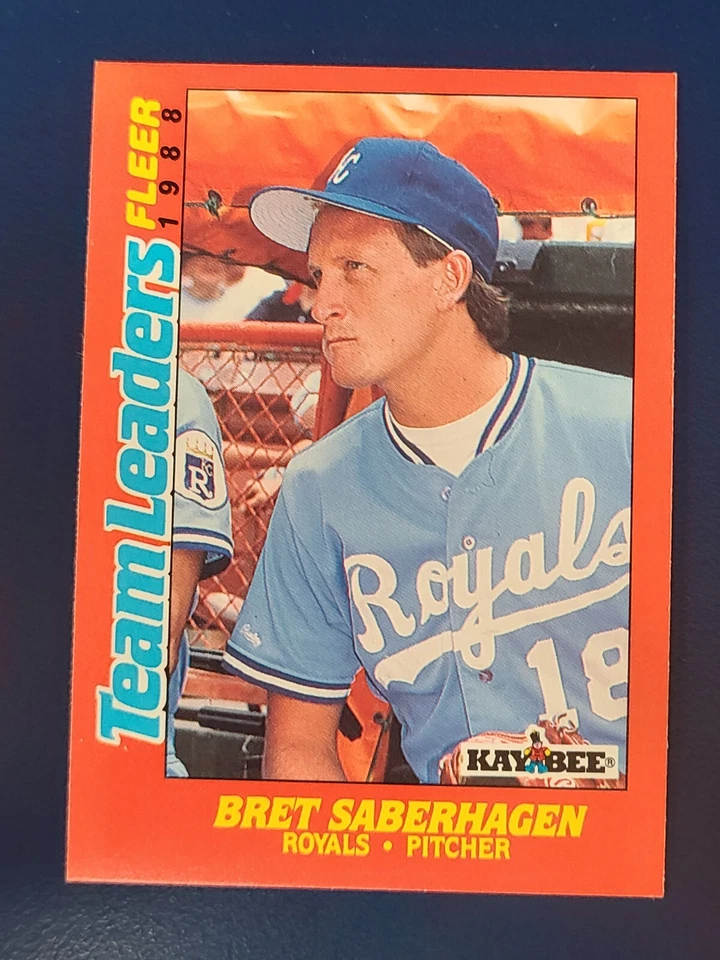 Team Leaders
FLEER
1988
KC
R
Royals
18
KAY BEE®
BRET SABERHAGEN
ROYALS • PITCHER